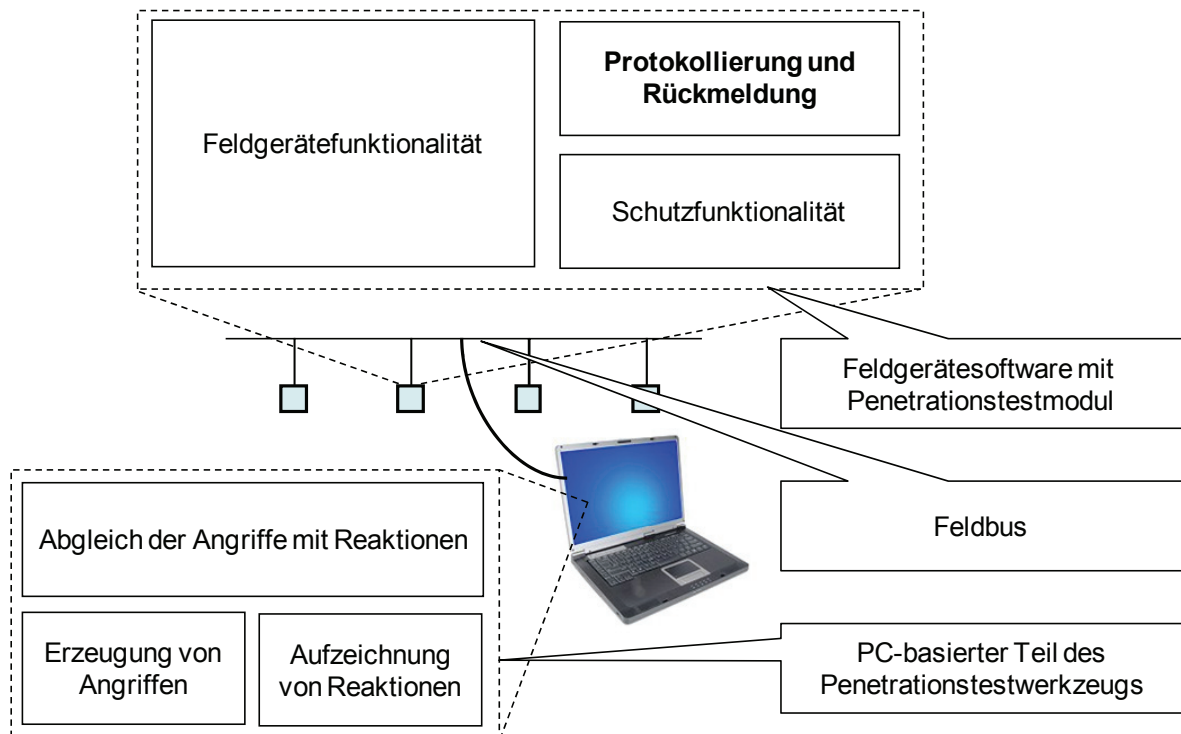 Feldgerätefunktionalität
Protokollierung und
Rückmeldung
Schutzfunktionalität
Feldgerätesoftware mit
Penetrationstestmodul
Feldbus
Abgleich der Angriffe mit Reaktionen
Erzeugung von
Angriffen
Aufzeichnung
von Reaktionen
PC-basierter Teil des
Penetrationstestwerkzeugs